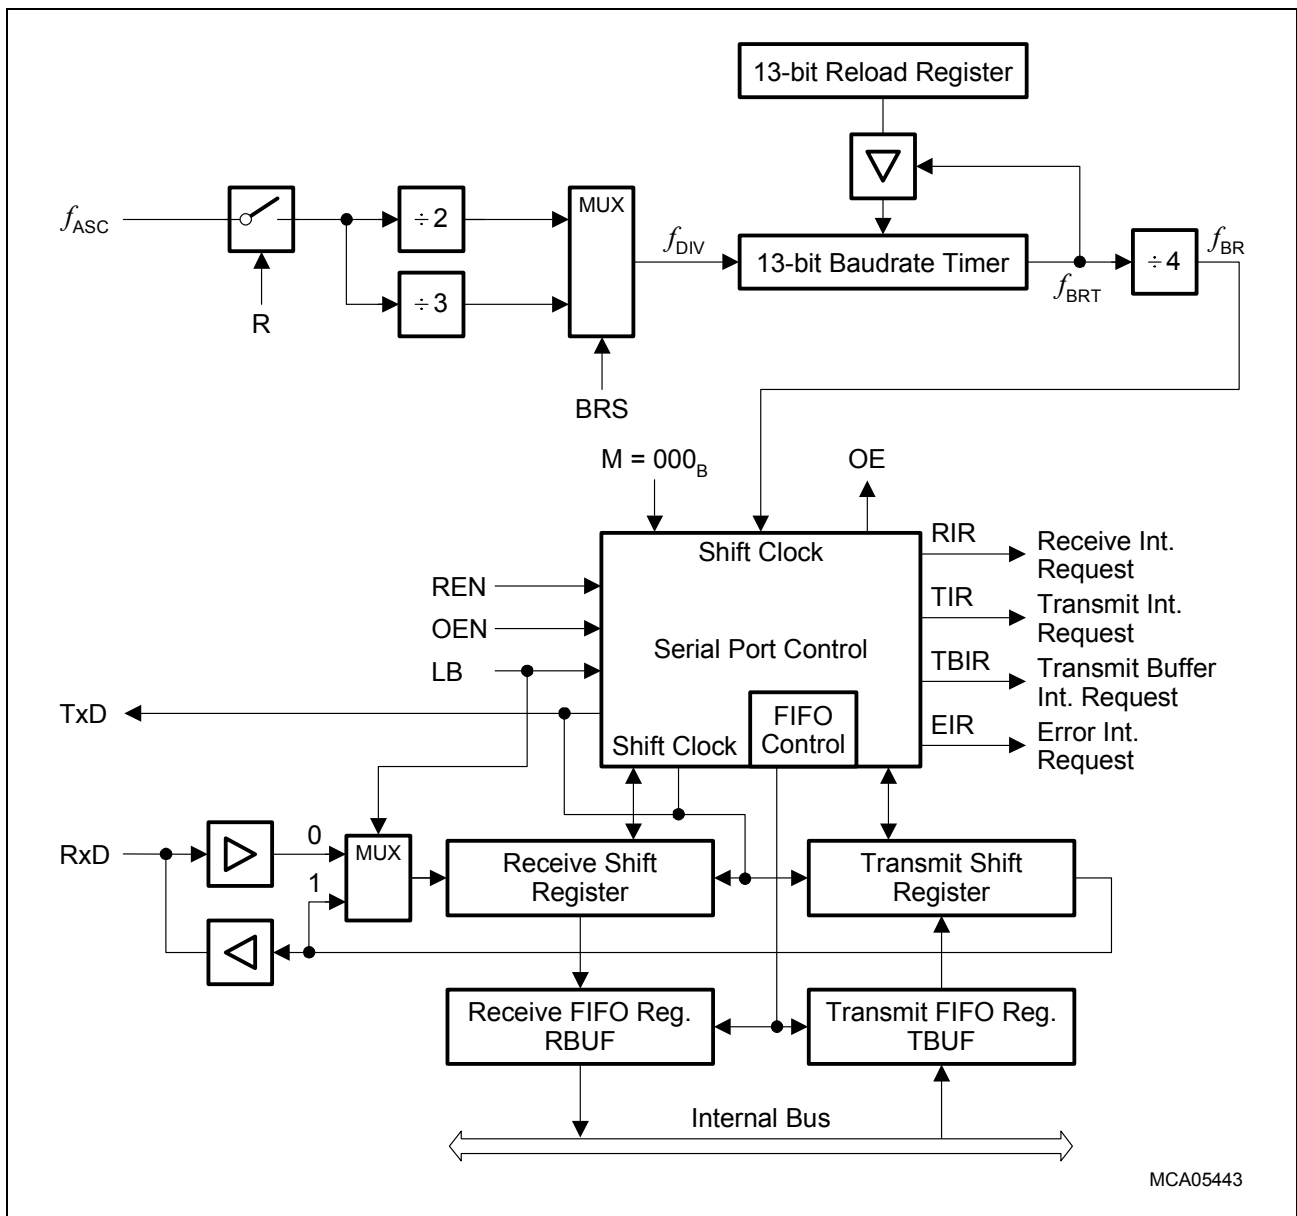 13-bit Reload Register
fASC
÷2
MUX
fDIV
13-bit Baudrate Timer
fBRT
÷4
fBR
÷3
R
BRS
M = 000B
OE
Shift Clock
RIR
Receive Int.
Request
REN
TIR
Transmit Int.
Request
OEN
Serial Port Control
LB
TBIR
Transmit Buffer
Int. Request
TxD
FIFO
Control
EIR
Error Int.
Request
Shift Clock
RxD
0
MUX
1
Receive Shift
Register
Transmit Shift
Register
Receive FIFO Reg.
RBUF
Transmit FIFO Reg.
TBUF
Internal Bus
MCA05443